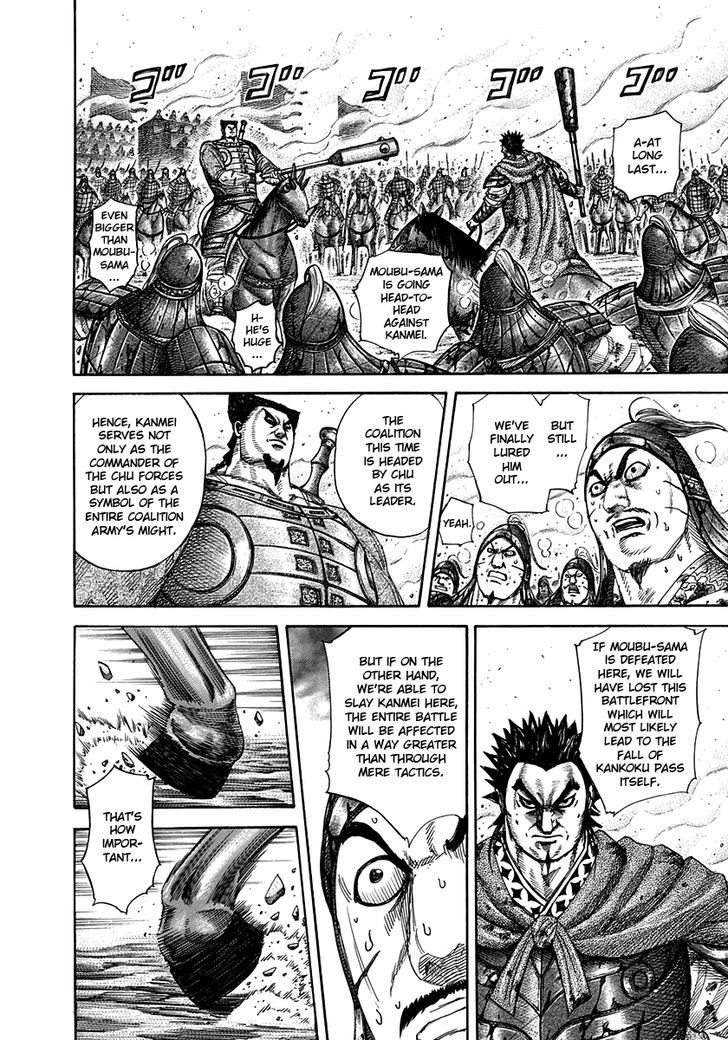 ゴ゛ ゴ゛ ゴ゛ ゴ゛ ゴ゛
A-AT
LONG
LAST...
MOUBU-SAMA
IS GOING
HEAD-TO-
HEAD
AGAINST
KANMEI.
H-
HE'S
HUGE
...
EVEN
BIGGER
THAN
MOUBU-
SAMA
...
BUT
STILL
...
WE'VE
FINALLY
LURED
HIM
OUT...
YEAH.
THE
COALITION
THIS TIME
IS HEADED
BY CHU
AS ITS
LEADER.
HENCE, KANMEI
SERVES NOT
ONLY AS THE
COMMANDER OF
THE CHU FORCES
BUT ALSO AS A
SYMBOL OF THE
ENTIRE COALITION
ARMY'S MIGHT.
IF MOUBU-SAMA
IS DEFEATED
HERE, WE WILL
HAVE LOST THIS
BATTLEFRONT
WHICH WILL
MOST LIKELY
LEAD TO THE
FALL OF
KANKOKU PASS
ITSELF.
BUT IF ON THE
OTHER HAND,
WE'RE ABLE TO
SLAY KANMEI HERE,
THE ENTIRE BATTLE
WILL BE AFFECTED
IN A WAY GREATER
THAN THROUGH
MERE TACTICS.
THAT'S
HOW
IMPOR-
TANT...